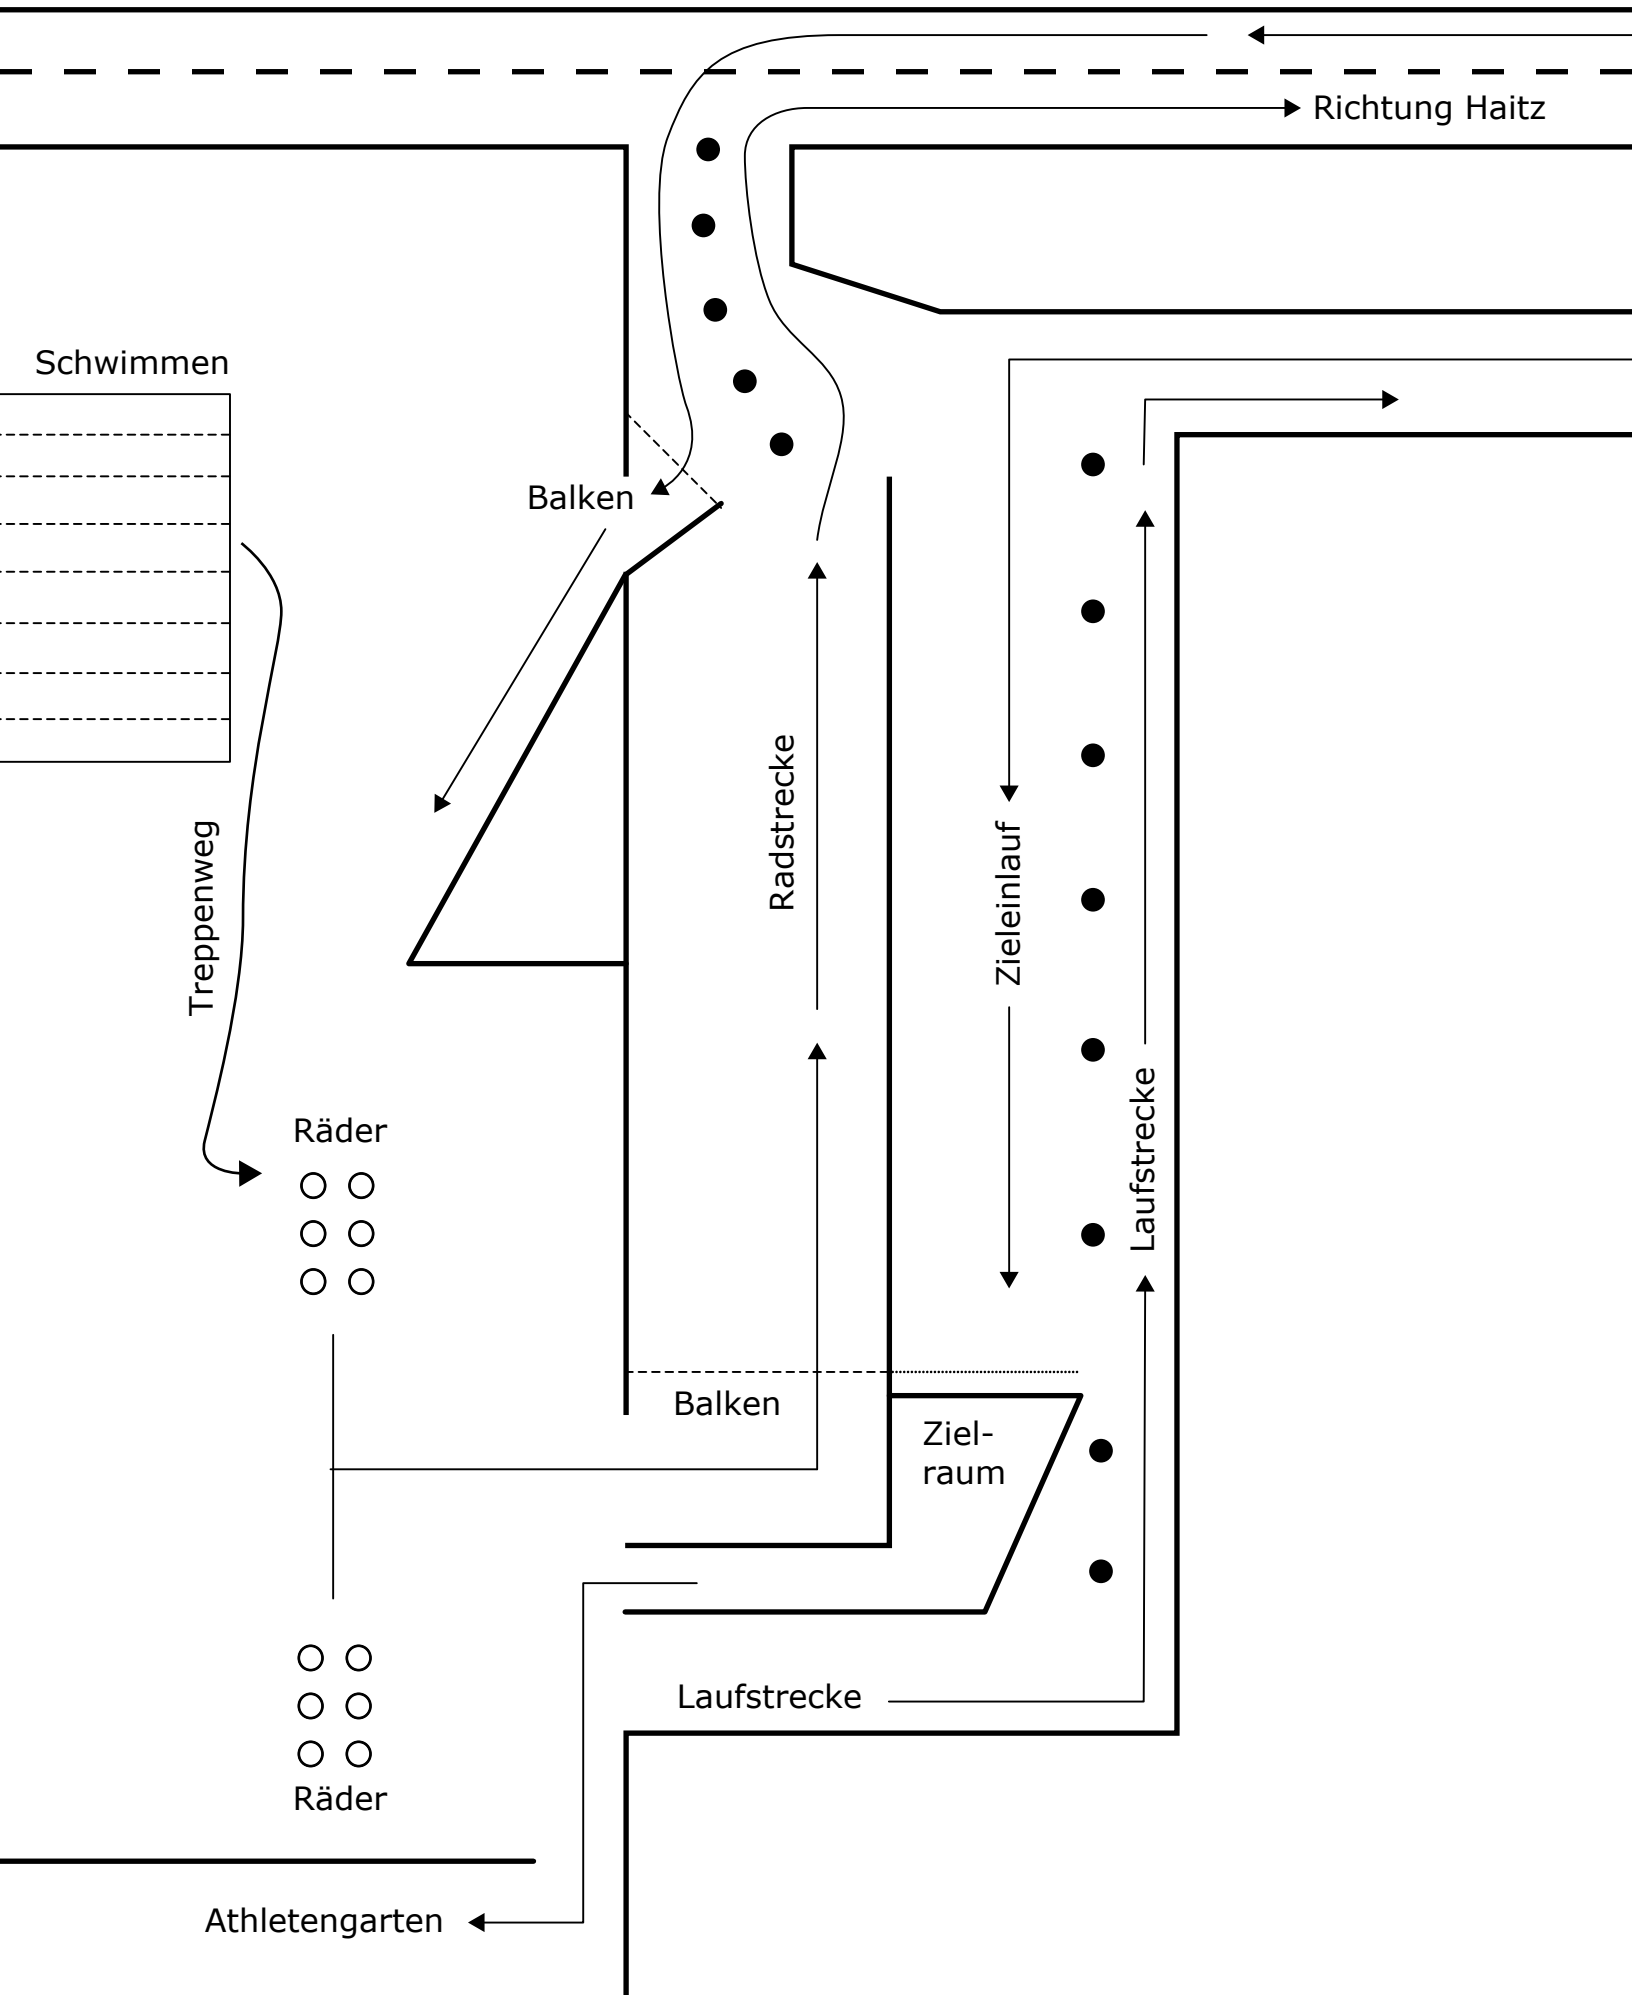 Richtung Haitz
Schwimmen
Balken
Radstrecke
Zieleinlauf
Treppenweg
Laufstrecke
Räder
Balken
Ziel-
raum
Laufstrecke
Räder
Athletengarten